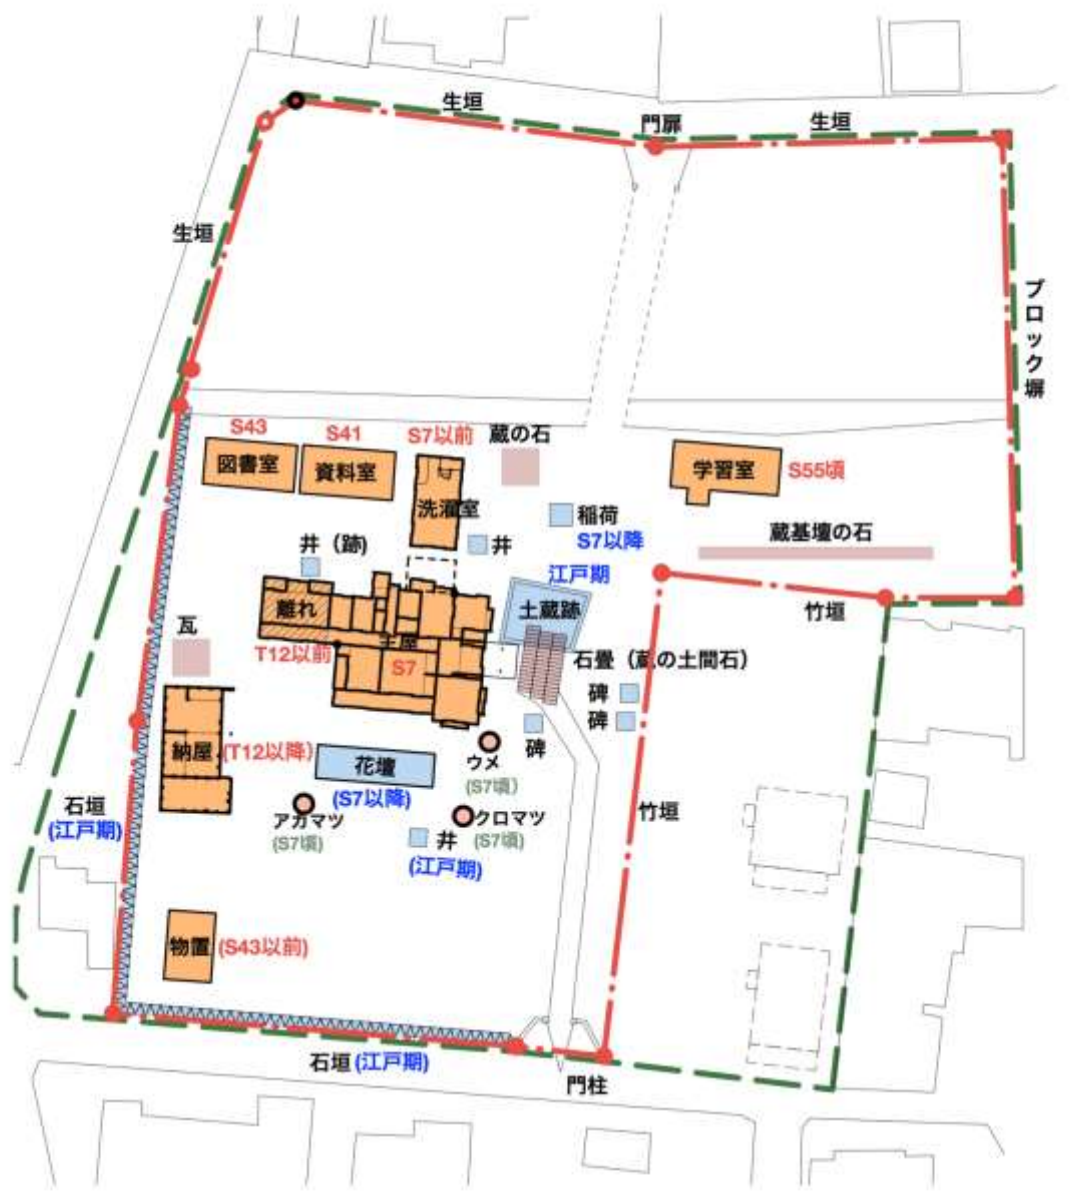 生垣
門扉
生垣
生垣
ブロック塀
S43
S41
S7以前
蔵の石
図書室
資料室
洗濯室
学習室
S55頃
稲荷
S7以降
蔵基壇の石
井（跡)
井
江戸期
離れ
土蔵跡
竹垣
瓦
主屋
T12以前
S7
石畳（蔵の土間石）
碑
碑
碑
納屋
(T12以降)
花壇
(S7以降)
ウメ
(S7頃)
石垣
(江戸期)
アカマツ
(S7頃)
クロマツ
(S7頃)
竹垣
井
(江戸期)
物置
(S43以前)
石垣
(江戸期)
門柱